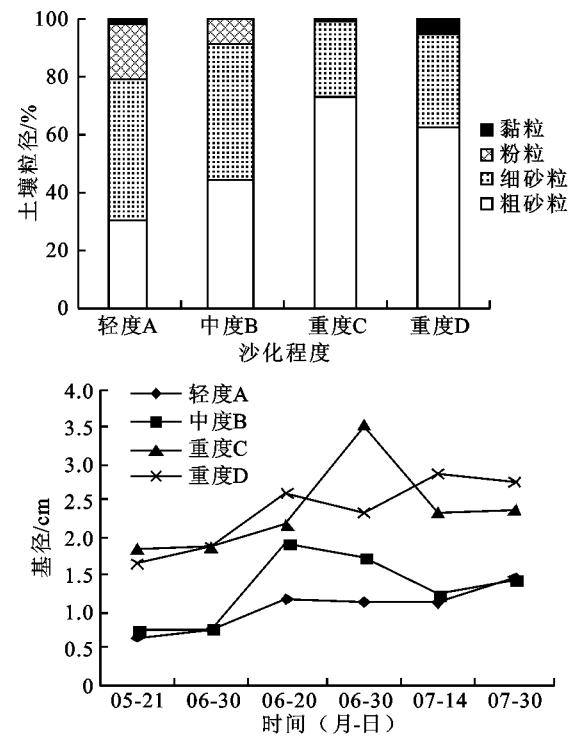 100
80
60
40
20
0
土壤粒径/%
黏粒
粉粒
细砂粒
粗砂粒
轻度A 中度B 重度C 重度D
沙化程度
4.0
3.5
3.0
2.5
2.0
1.5
1.0
0.5
0
基径/cm
轻度A
中度B
重度C
重度D
05-21 06-30 06-20 06-30 07-14 07-30
时间（月-日）